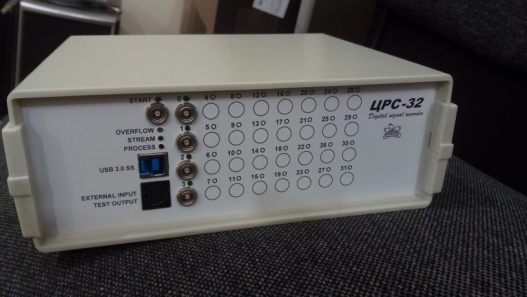 START 0 4 8 12 16 20 24 28
ЦРС-32
Digital signal recorder
1 5 9 13 17 21 25 29
OVERFLOW
STREAM
PROCESS
2 6 10 14 18 22 26 30
USB 3.0 SS
3 7 11 15 19 23 27 31
EXTERNAL INPUT
TEST OUTPUT